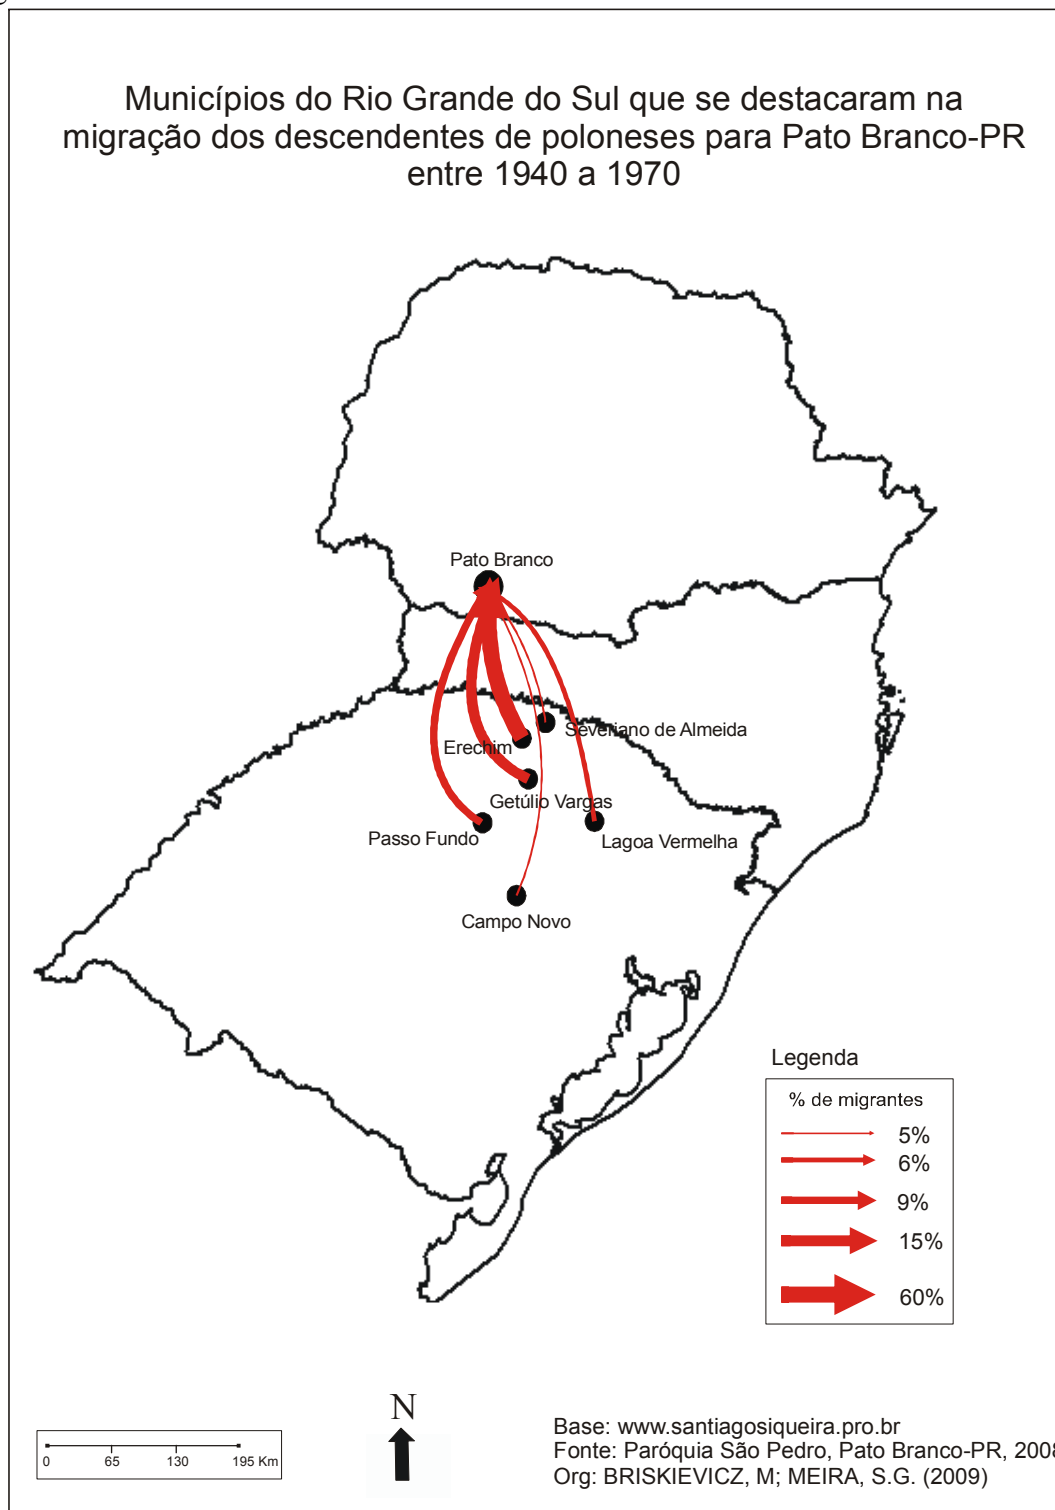 Municípios do Rio Grande do Sul que se destacaram na
migração dos descendentes de poloneses para Pato Branco-PR
entre 1940 a 1970
Pato Branco
Severiano de Almeida
Erechim
Getúlio Vargas
Passo Fundo
Lagoa Vermelha
Campo Novo
Legenda
% de migrantes
5%
6%
9%
15%
60%
N
0 65 130 195 Km
Base: www.santiagosiqueira.pro.br
Fonte: Paróquia São Pedro, Pato Branco-PR, 2008
Org: BRISKIEVICZ, M; MEIRA, S.G. (2009)